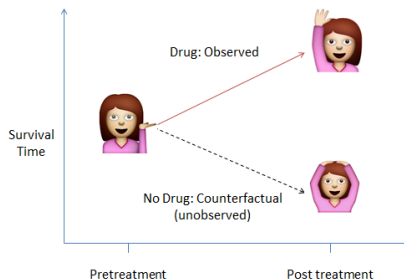 Drug: Observed
Survival
Time
No Drug: Counterfactual
(unobserved)
Pretreatment
Post treatment